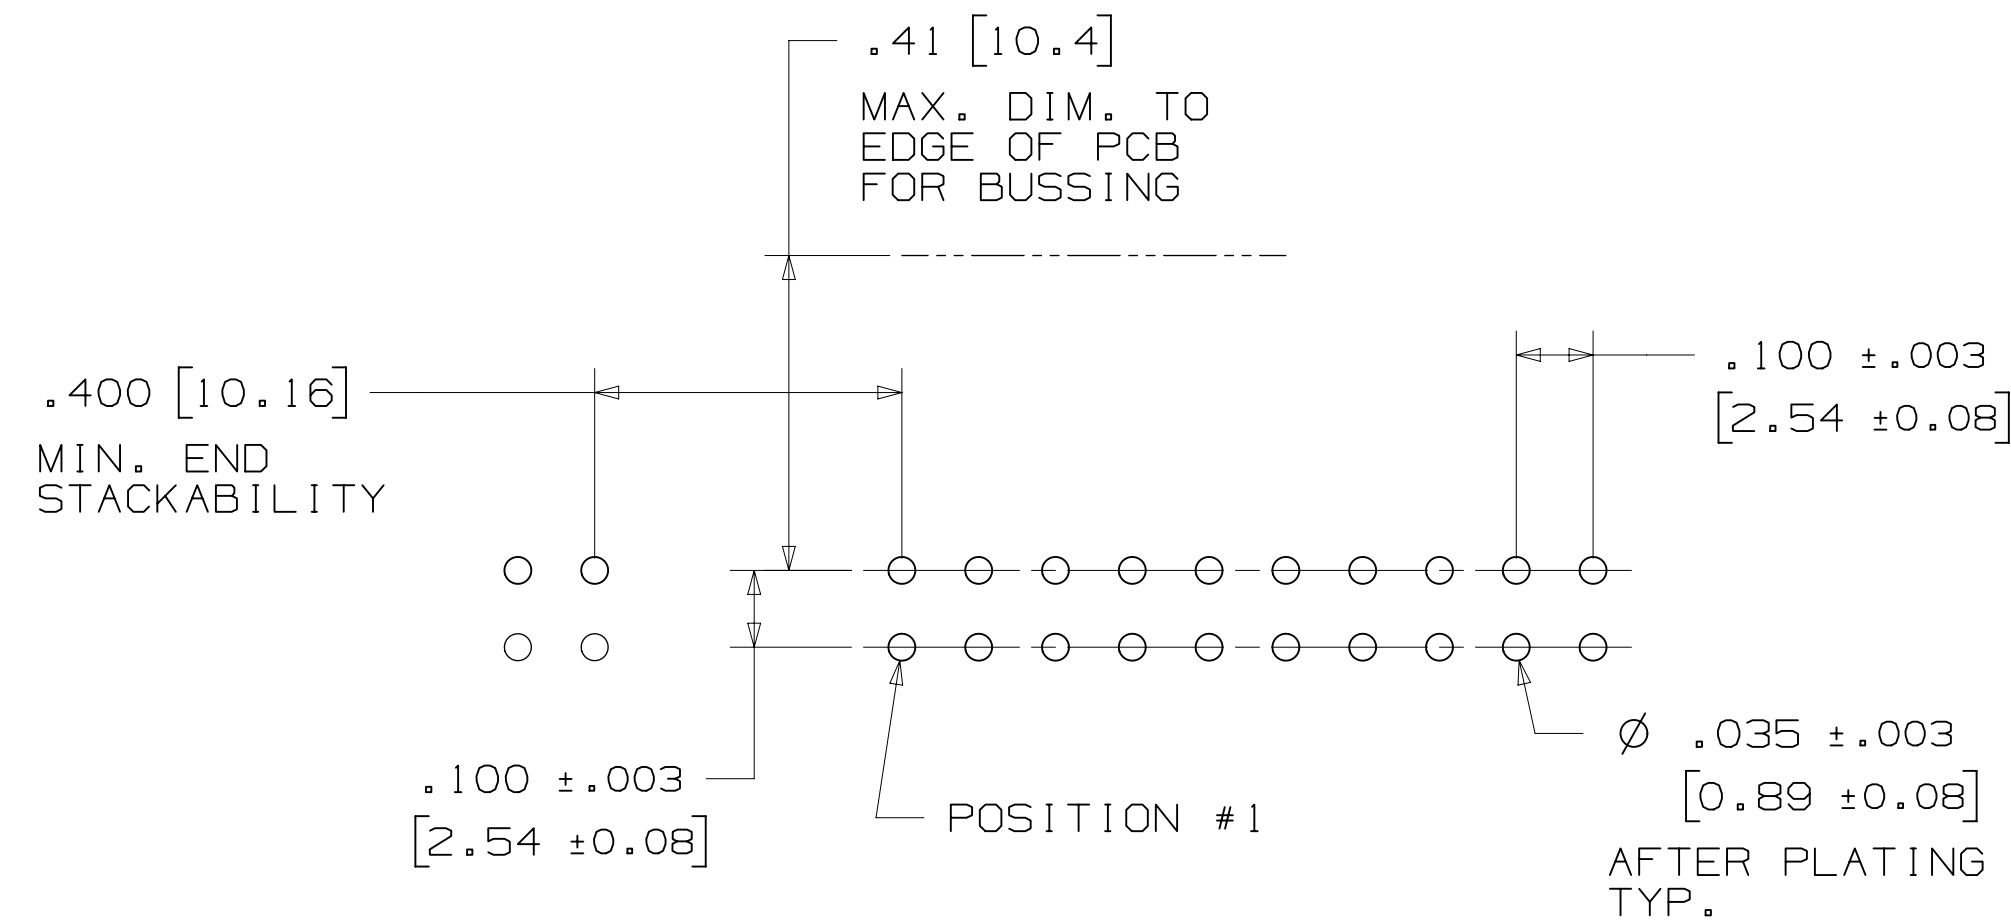 .41 [10.4]
MAX. DIM. TO
EDGE OF PCB
FOR BUSSING
.400 [10.16]
MIN. END
STACKABILITY
.100 ±.003
[2.54 ±0.08]
.100 ±.003
[2.54 ±0.08]
POSITION #1
Ø .035 ±.003
[0.89 ±0.08]
AFTER PLATING
TYP.